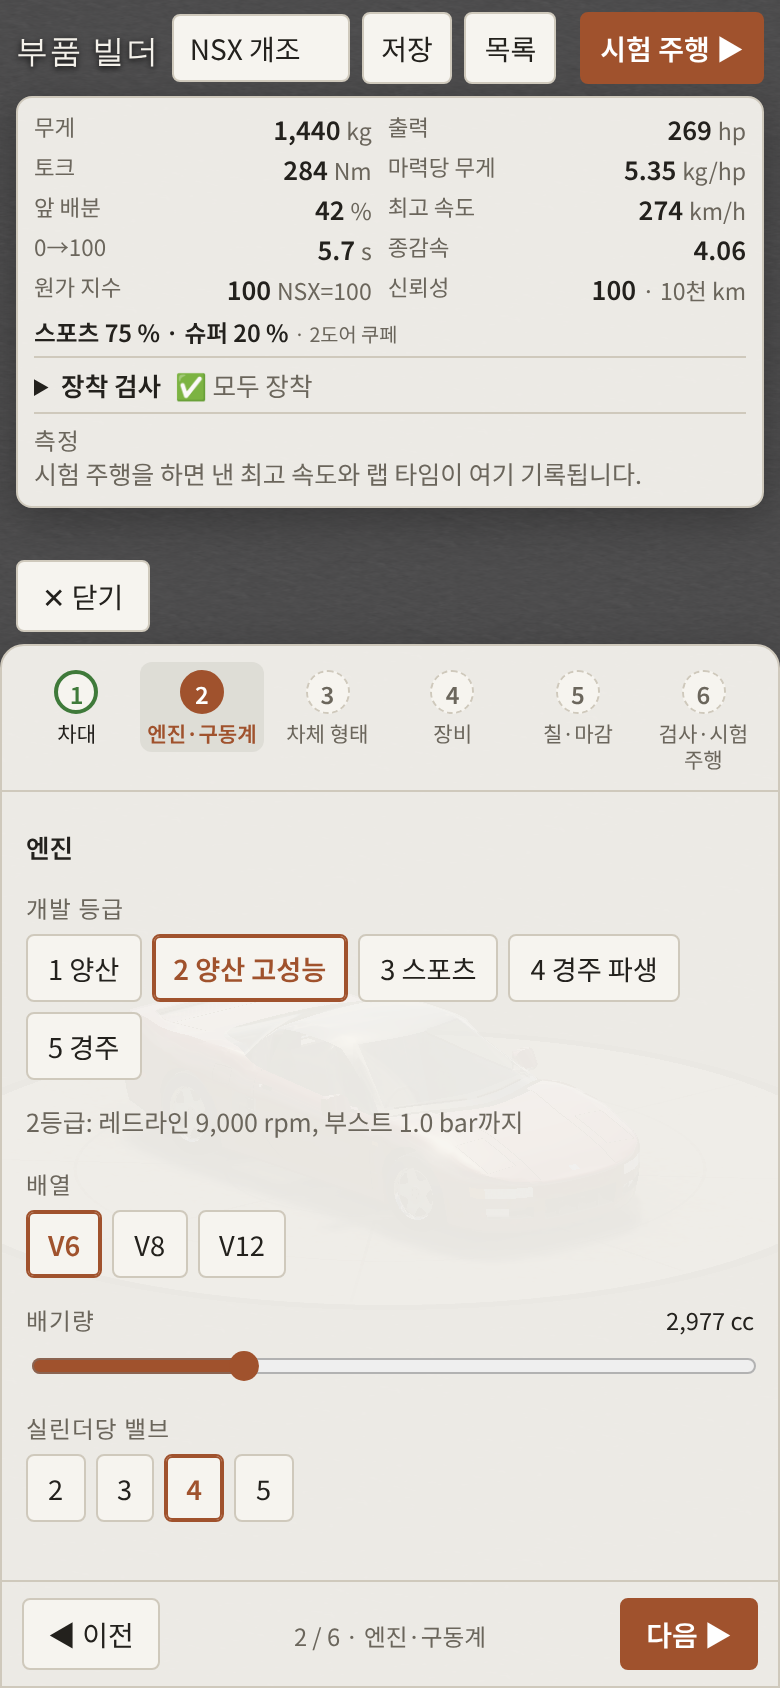 부품 빌더 NSX 개조 저장 목록 시험 주행 ▶
무게 1,440 kg 출력 269 hp
토크 284 Nm 마력당 무게 5.35 kg/hp
앞 배분 42 % 최고 속도 274 km/h
0→100 5.7 s 종감속 4.06
원가 지수 100 NSX=100 신뢰성 100 · 10천 km
스포츠 75 % · 슈퍼 20 % · 2도어 쿠페
▶ 장착 검사 ✅ 모두 장착
측정
시험 주행을 하면 낸 최고 속도와 랩 타임이 여기 기록됩니다.
✕ 닫기
1 2 3 4 5 6
차대 엔진·구동계 차체 형태 장비 칠·마감 검사·시험
주행
엔진
개발 등급
1 양산 2 양산 고성능 3 스포츠 4 경주 파생
5 경주
2등급: 레드라인 9,000 rpm, 부스트 1.0 bar까지
배열
V6 V8 V12
배기량 2,977 cc
실린더당 밸브
2 3 4 5
◀ 이전 2 / 6 · 엔진·구동계 다음 ▶